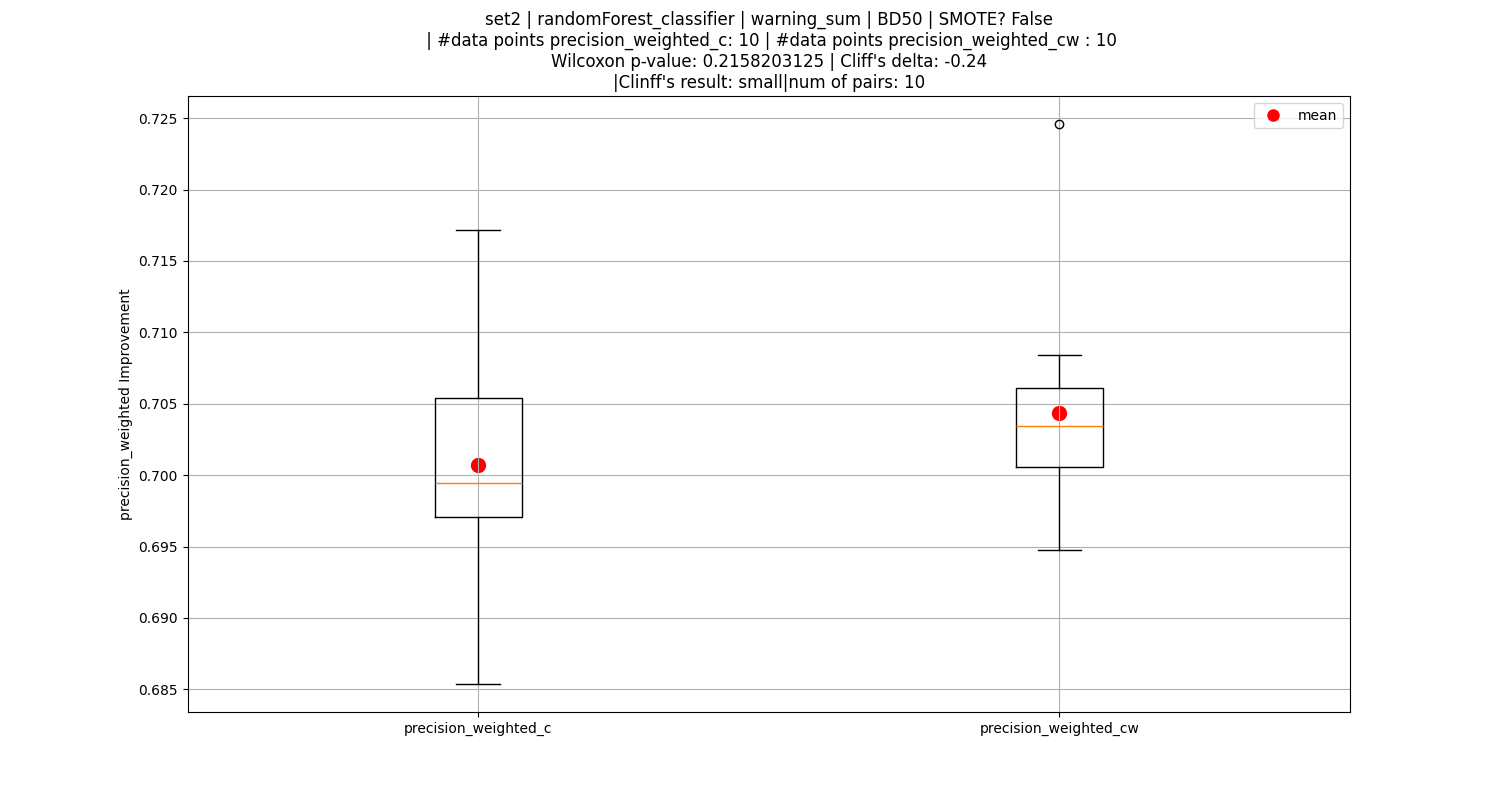 set2 | randomForest_classifier | warning_sum | BD50 | SMOTE? False
| #data points precision_weighted_c: 10 | #data points precision_weighted_cw : 10
Wilcoxon p-value: 0.2158203125 | Cliff's delta: -0.24
|Clinff's result: small|num of pairs: 10
mean
0.725
0.720
0.715
0.710
0.705
0.700
0.695
0.690
0.685
precision_weighted Improvement
precision_weighted_c
precision_weighted_cw